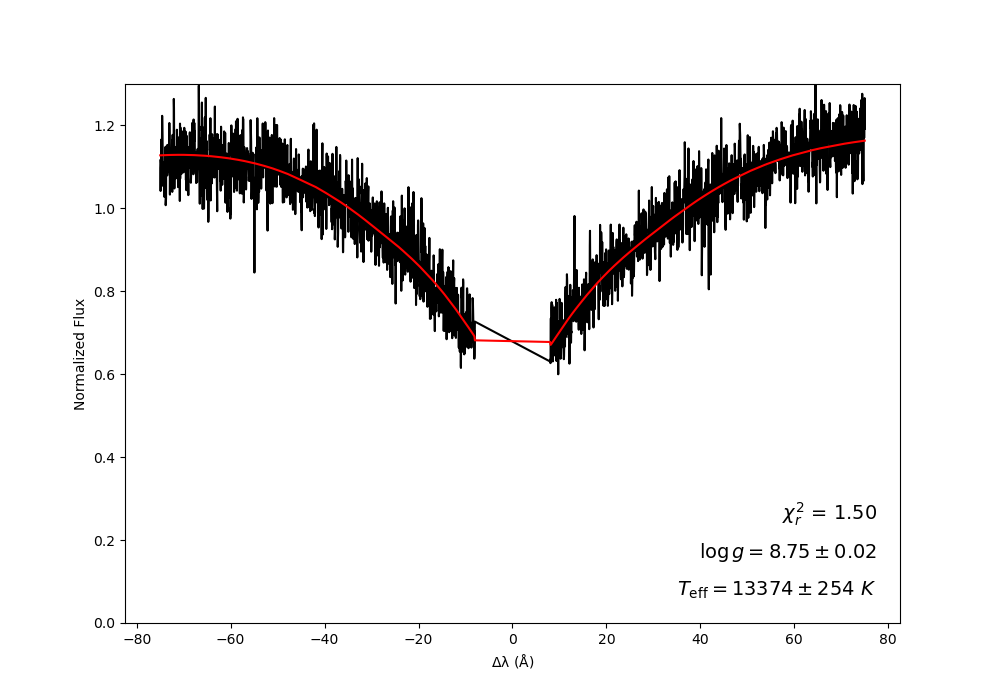 1.2
1.0
0.8
0.6
0.4
0.2
0.0
Normalized Flux
χ²ᵣ = 1.50
log g = 8.75 ± 0.02
T_eff = 13374 ± 254 K
−80 −60 −40 −20 0 20 40 60 80
Δλ (Å)